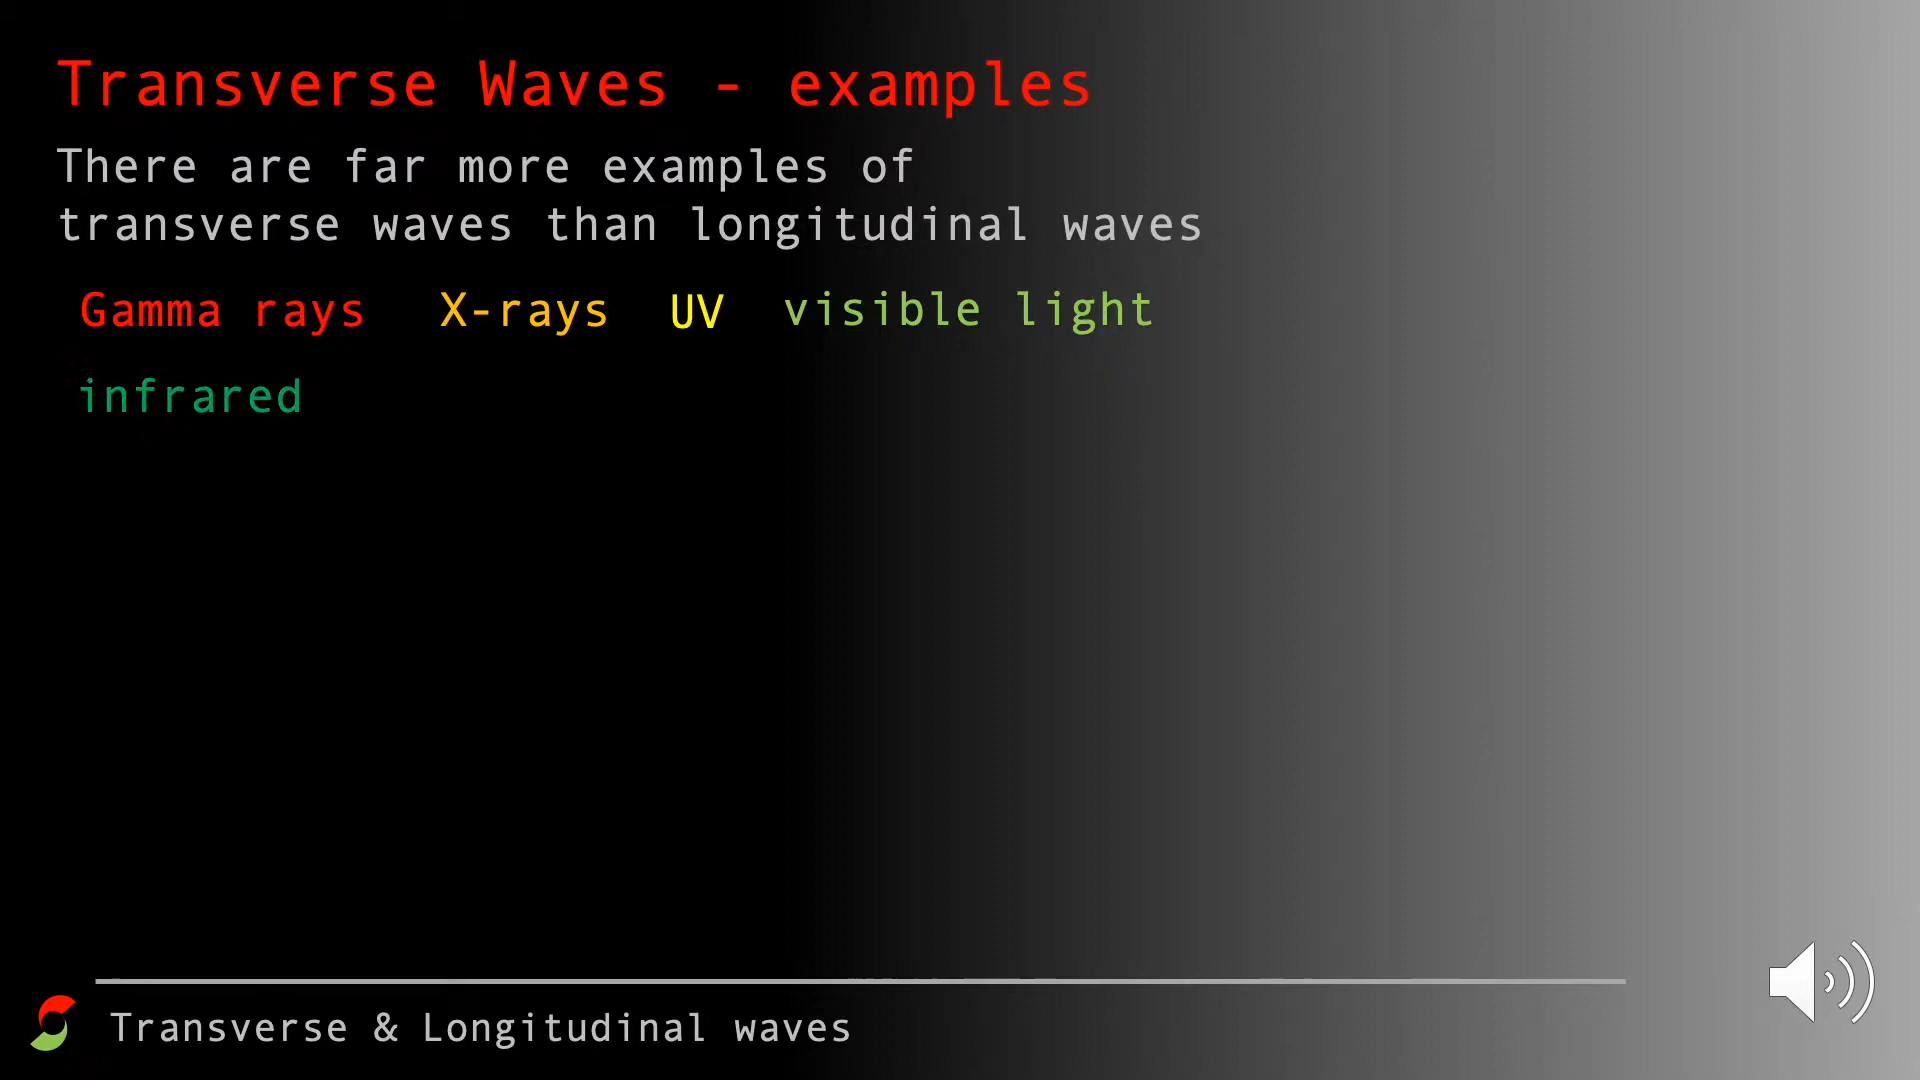 Transverse Waves - examples
There are far more examples of
transverse waves than longitudinal waves
Gamma rays X-rays UV visible light
infrared
Transverse & Longitudinal waves